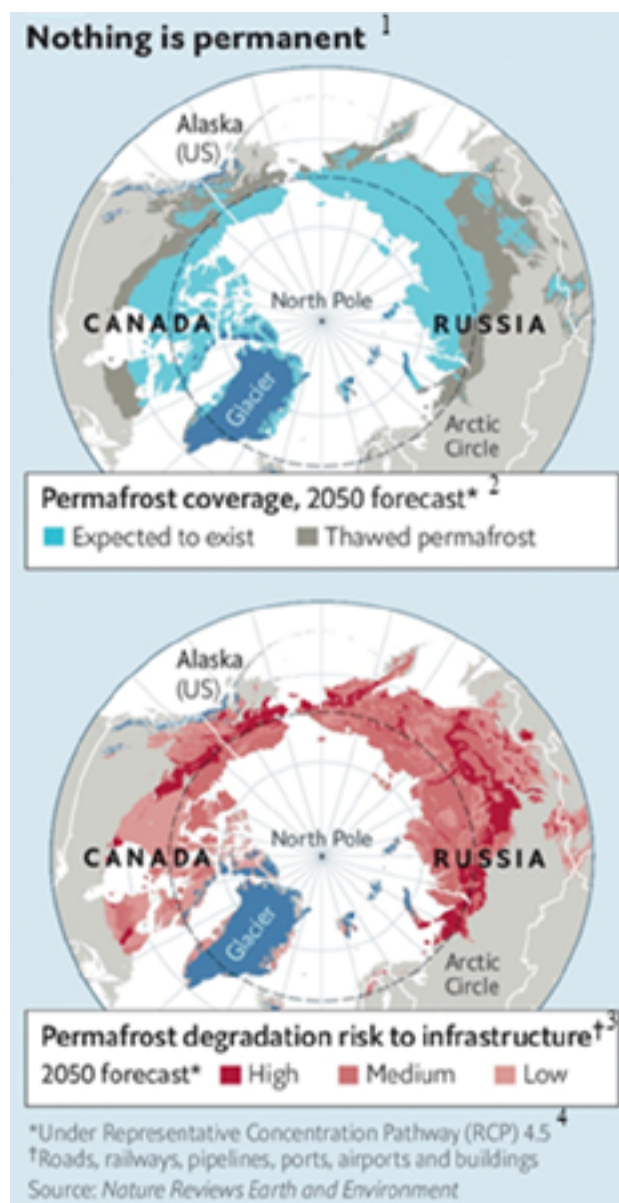 Nothing is permanent 1
Alaska
(US)
North Pole
CANADA
RUSSIA
Glacier
Arctic
Circle
Permafrost coverage, 2050 forecast* 2
Expected to exist
Thawed permafrost
Alaska
(US)
North Pole
CANADA
RUSSIA
Glacier
Arctic
Circle
Permafrost degradation risk to infrastructure† 3
2050 forecast* High Medium Low
*Under Representative Concentration Pathway (RCP) 4.5 4
†Roads, railways, pipelines, ports, airports and buildings
Source: Nature Reviews Earth and Environment